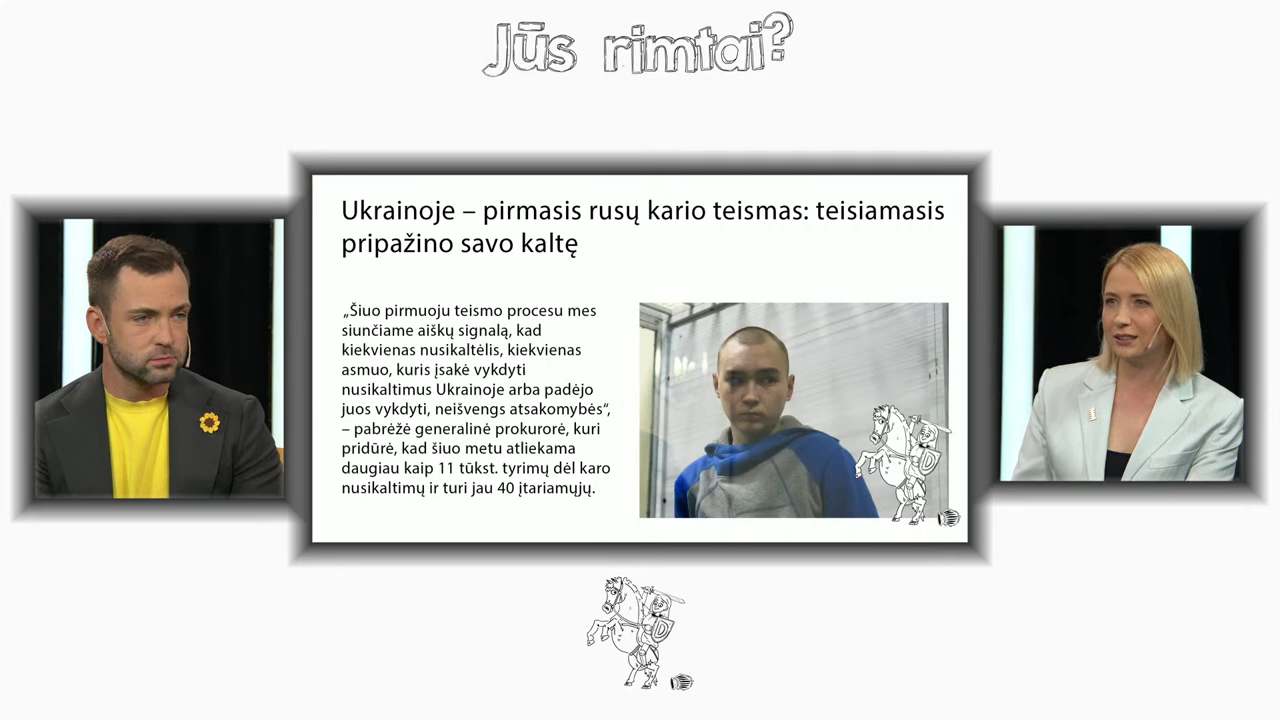 Jūs rimtai?
Ukrainoje – pirmasis rusų kario teismas: teisiamasis
pripažino savo kaltę
„Šiuo pirmuoju teismo procesu mes
siunčiame aiškų signalą, kad
kiekvienas nusikaltėlis, kiekvienas
asmuo, kuris įsakė vykdyti
nusikaltimus Ukrainoje arba padėjo
juos vykdyti, neišvengs atsakomybės“,
– pabrėžė generalinė prokurorė, kuri
pridūrė, kad šiuo metu atliekama
daugiau kaip 11 tūkst. tyrimų dėl karo
nusikaltimų ir turi jau 40 įtariamųjų.